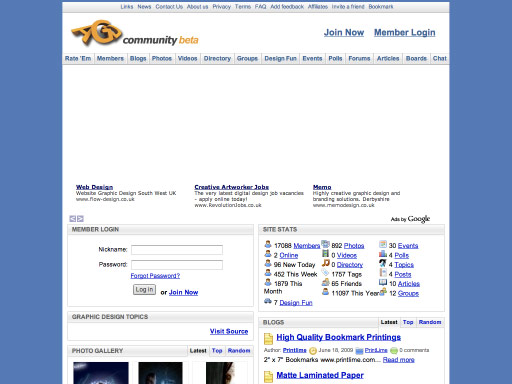 Links News Contact Us About us Privacy Terms FAQ Add feedback Affiliates Invite a friend Bookmark
AGD community beta
Join Now Member Login
Rate 'Em Members Blogs Photos Videos Directory Groups Design Fun Events Polls Forums Articles Boards Chat
Web Design
Website Graphic Design South West UK
www.flow-design.co.uk
Creative Artworker Jobs
The very latest digital design job vacancies
- apply online today!
www.RevolutionJobs.co.uk
Memo
Highly creative graphic design and
branding solutions. Derbyshire
www.memodesign.co.uk
Ads by Google
MEMBER LOGIN
Nickname:
Password:
Forgot Password?
Log in or Join Now
GRAPHIC DESIGN TOPICS
Visit Source
PHOTO GALLERY Latest Top Random
SITE STATS
17088 Members 892 Photos 30 Events
2 Online 0 Videos 4 Polls
96 New Today 0 Directory 4 Topics
452 This Week 1757 Tags 4 Posts
1879 This Month 65 Friends 10 Articles
11097 This Year 12 Groups
7 Design Fun
BLOGS Latest Top Random
High Quality Bookmark Printings
Author: Printlime June 18, 2009 PrintLime 0 comments
2" x 7" Bookmarks www.printlime.com... Read more
Matte Laminated Paper